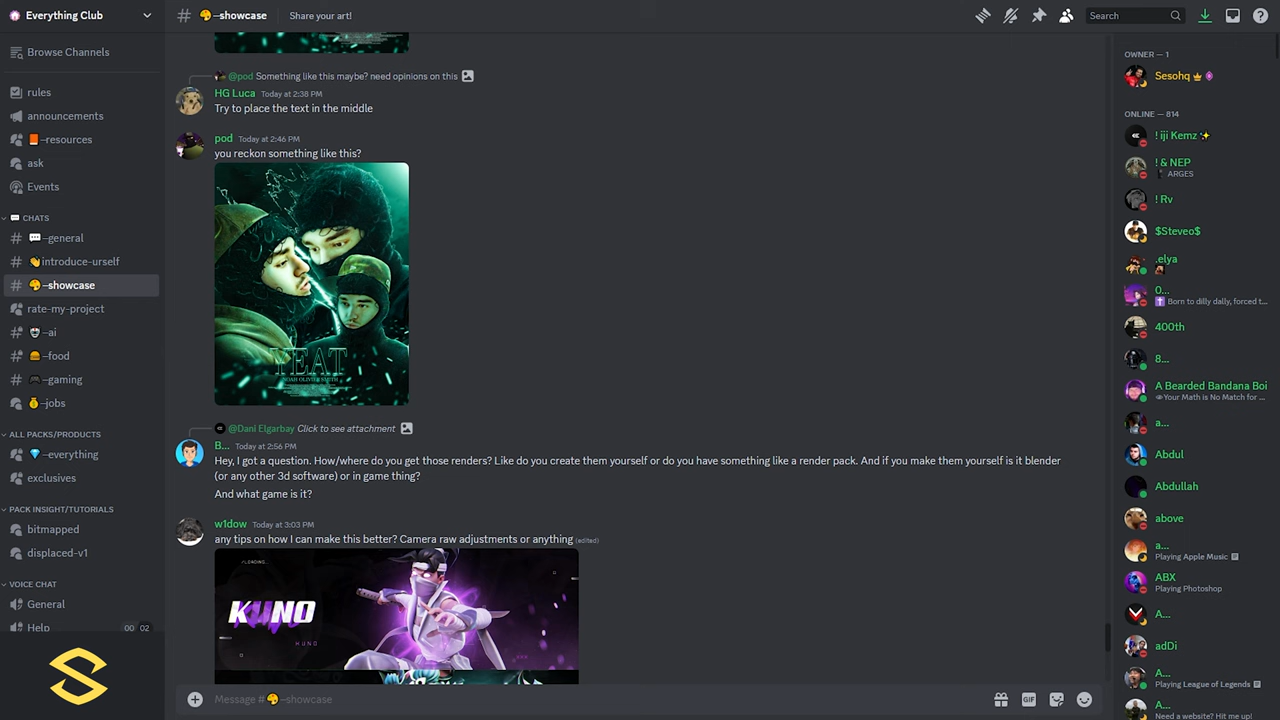 Everything Club
showcase
Share your art!
Search
Browse Channels
rules
announcements
resources
ask
Events
CHATS
general
introduce-urself
showcase
rate-my-project
ai
food
gaming
jobs
ALL PACKS/PRODUCTS
everything
exclusives
PACK INSIGHT/TUTORIALS
bitmapped
displaced-v1
VOICE CHAT
General
Help 00 02
@pod Something like this maybe? need opinions on this
HG Luca Today at 2:38 PM
Try to place the text in the middle
pod Today at 2:46 PM
you reckon something like this?
YEAT
NOAH OLIVIER SMITH
@Dani Elgarbay Click to see attachment
B... Today at 2:56 PM
Hey, I got a question. How/where do you get those renders? Like do you create them yourself or do you have something like a render pack. And if you make them yourself is it blender
(or any other 3d software) or in game thing?
And what game is it?
w1dow Today at 3:03 PM
any tips on how I can make this better? Camera raw adjustments or anything (edited)
LOADING...
KUNO
KUNO
Message # showcase
GIF
OWNER — 1
Sesohq
ONLINE — 814
! iji Kemz
! & NEP
ARGES
! Rv
$Steveo$
.elya
0...
Born to dilly dally, forced t...
400th
8...
A Bearded Bandana Boi
Your Math is No Match for ...
a...
Abdul
Abdullah
above
a...
Playing Apple Music
ABX
Playing Photoshop
A...
adDi
A...
Playing League of Legends
A...
Need a website? Hit me up!